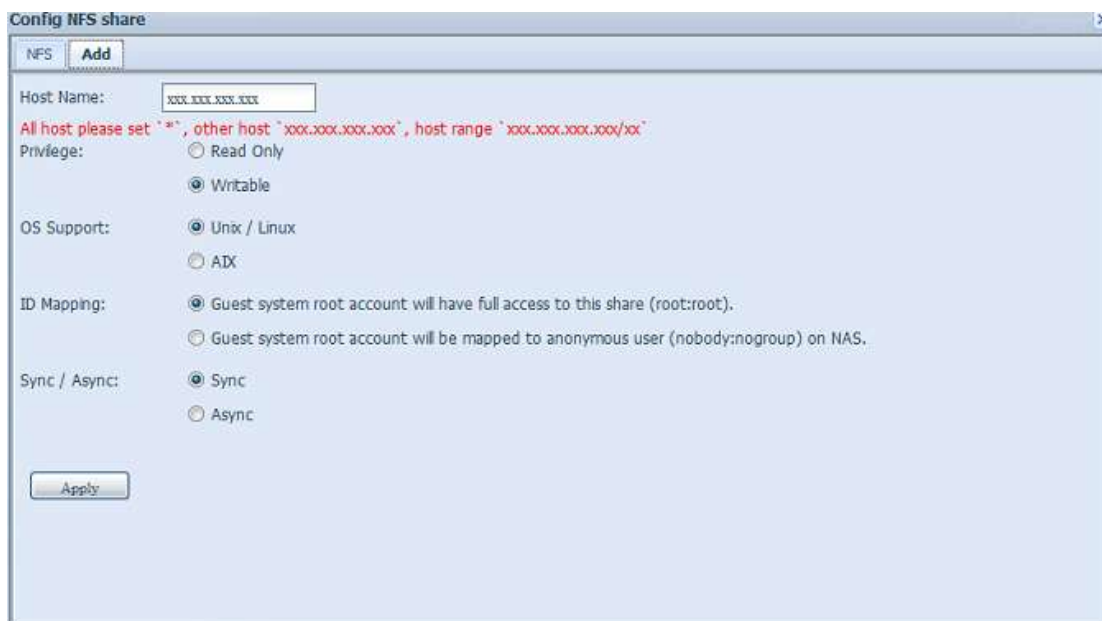 Config NFS share
NFS Add
Host Name: xxx.xxx.xxx.xxx
All host please set `*`, other host `xxx.xxx.xxx.xxx`, host range `xxx.xxx.xxx.xxx/xx`
Privilege: Read Only
Writable
OS Support: Unix / Linux
AIX
ID Mapping: Guest system root account will have full access to this share (root:root).
Guest system root account will be mapped to anonymous user (nobody:nogroup) on NAS.
Sync / Async: Sync
Async
Apply